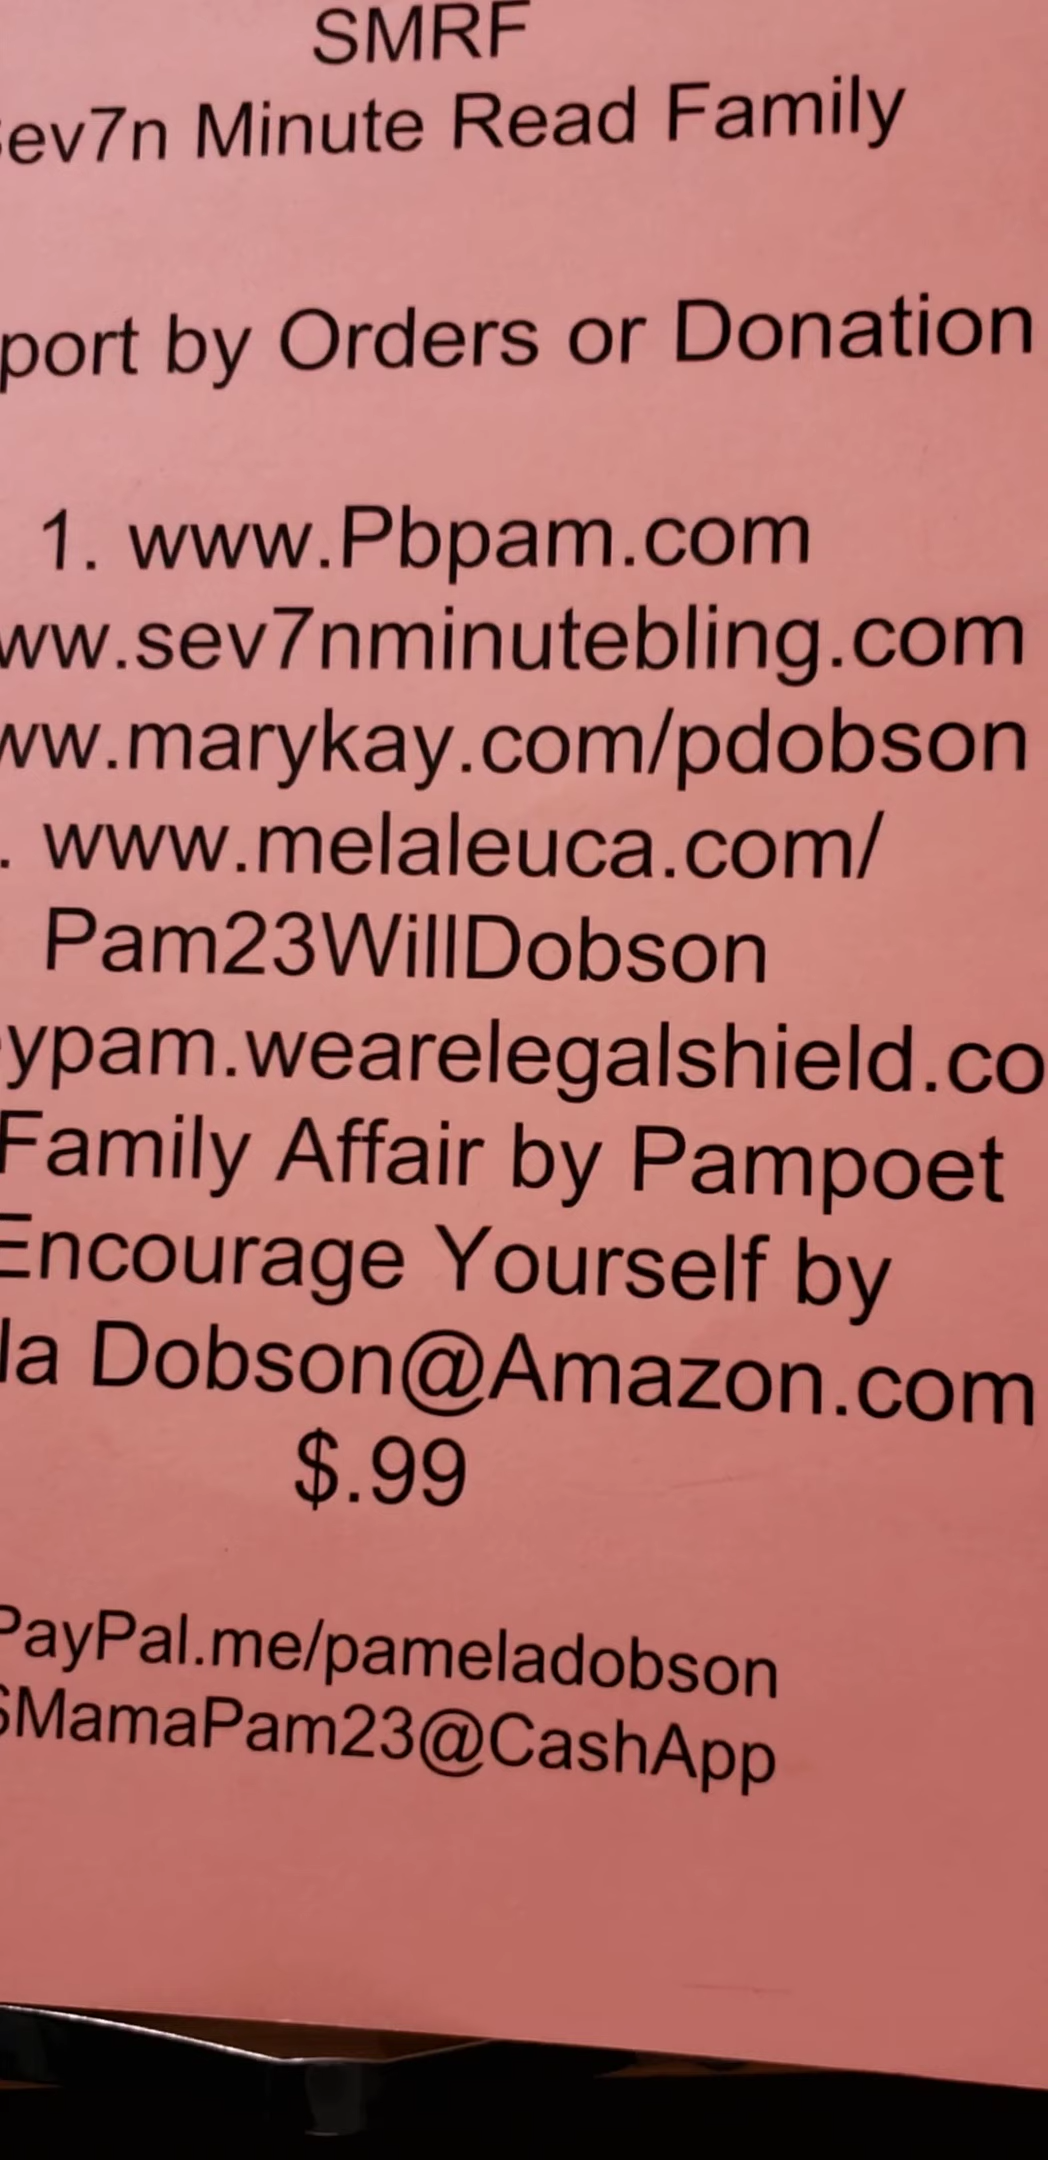 SMRF
ev7n Minute Read Family
port by Orders or Donation
1. www.Pbpam.com
ww.sev7nminutebling.com
ww.marykay.com/pdobson
. www.melaleuca.com/
Pam23WillDobson
ypam.wearelegalshield.co
Family Affair by Pampoet
Encourage Yourself by
la Dobson@Amazon.com
$.99
PayPal.me/pameladobson
$MamaPam23@CashApp